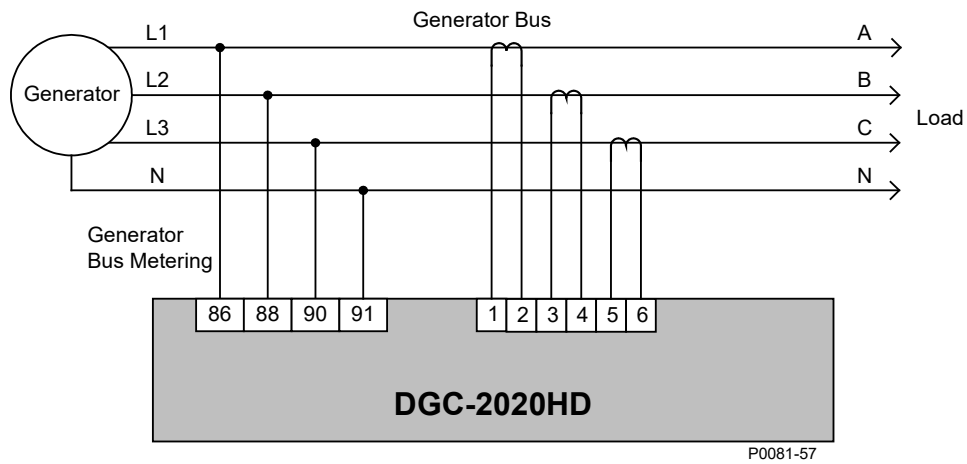 Generator Bus
L1
A
Generator
L2
B
L3
C
Load
N
N
Generator
Bus Metering
86 88 90 91 1 2 3 4 5 6
DGC-2020HD
P0081-57